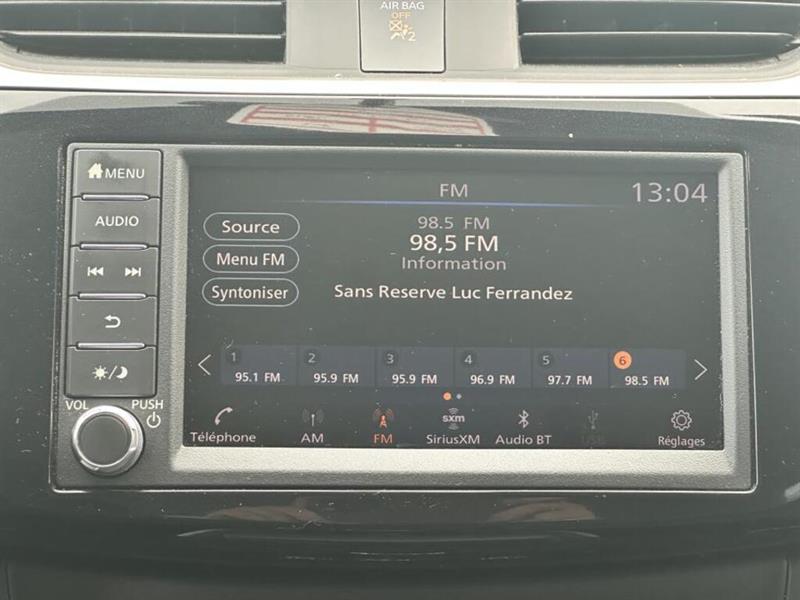 AIR BAG
OFF
2
MENU
AUDIO
VOL
PUSH
FM
13:04
Source
98.5 FM
98,5 FM
Menu FM
Information
Syntoniser
Sans Reserve Luc Ferrandez
1 2 3 4 5 6
95.1 FM 95.9 FM 95.9 FM 96.9 FM 97.7 FM 98.5 FM
sxm
Téléphone AM FM SiriusXM Audio BT USB Réglages